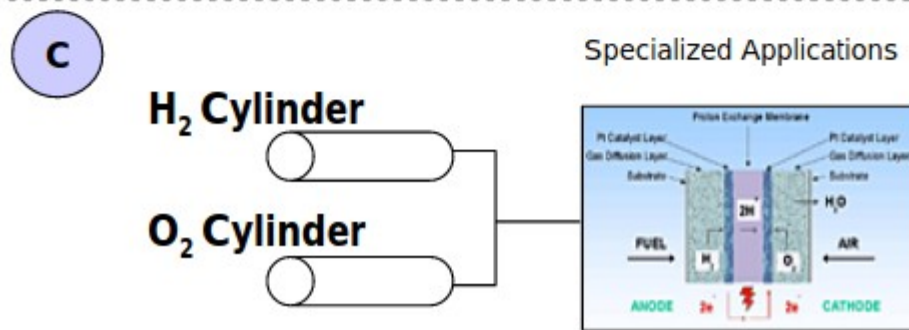 C
Specialized Applications
H₂ Cylinder
O₂ Cylinder
Proton Exchange Membrane
Pt Catalyst Layer
Pt Catalyst Layer
Gas Diffusion Layer
Gas Diffusion Layer
Substrate
Substrate
2H⁺
H₂O
FUEL
AIR
H₂
O₂
ANODE
2e⁻
2e⁻
CATHODE